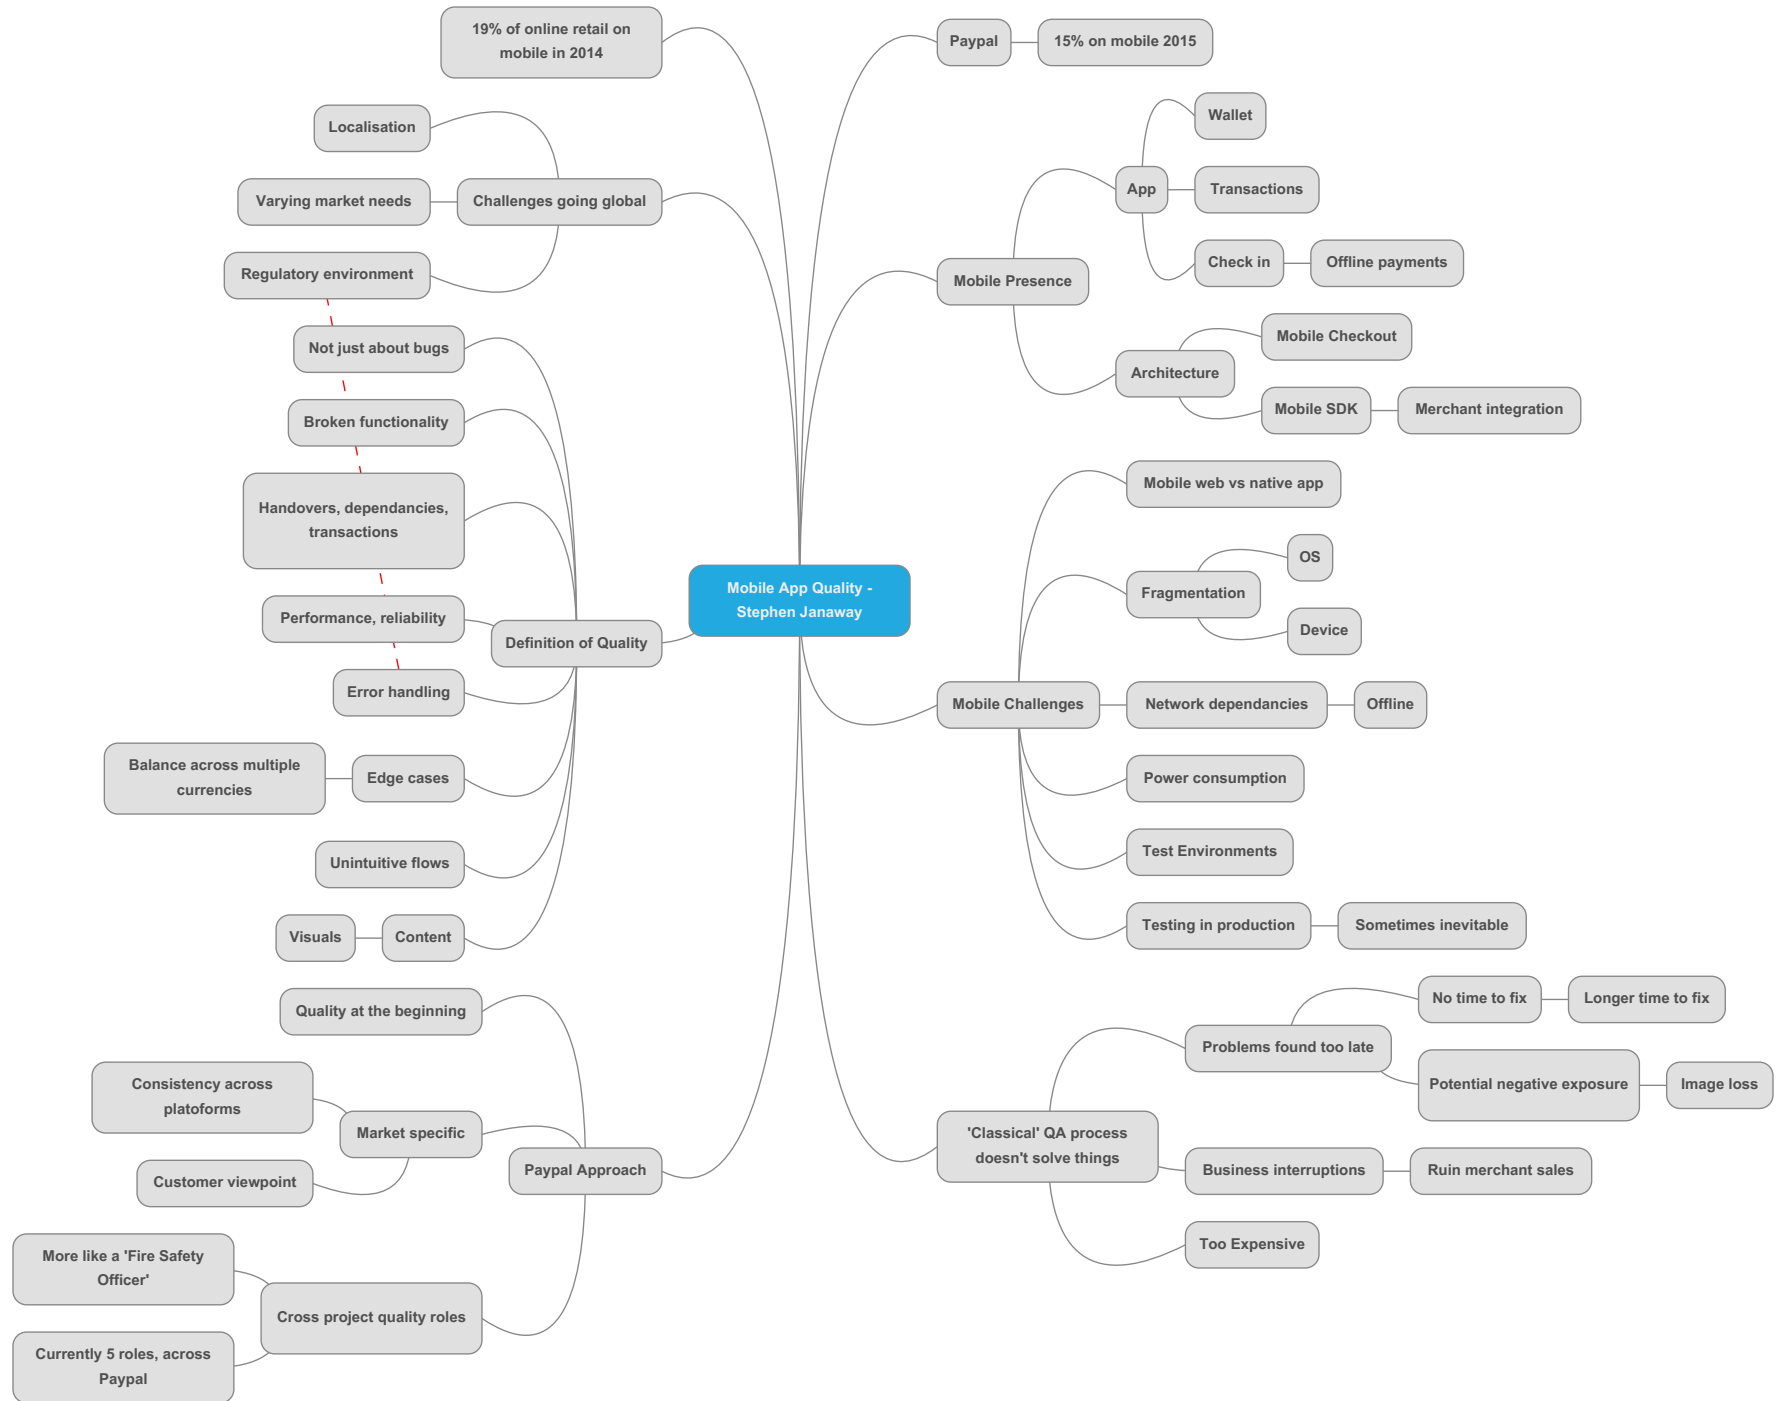 Mobile App Quality -
Stephen Janaway
Paypal
15% on mobile 2015
Mobile Presence
App
Wallet
Transactions
Check in
Offline payments
Architecture
Mobile Checkout
Mobile SDK
Merchant integration
Mobile Challenges
Mobile web vs native app
Fragmentation
OS
Device
Network dependancies
Offline
Power consumption
Test Environments
Testing in production
Sometimes inevitable
'Classical' QA process
doesn't solve things
Problems found too late
No time to fix
Longer time to fix
Potential negative exposure
Image loss
Business interruptions
Ruin merchant sales
Too Expensive
19% of online retail on
mobile in 2014
Challenges going global
Localisation
Varying market needs
Regulatory environment
Definition of Quality
Not just about bugs
Broken functionality
Handovers, dependancies,
transactions
Performance, reliability
Error handling
Edge cases
Balance across multiple
currencies
Unintuitive flows
Content
Visuals
Paypal Approach
Quality at the beginning
Market specific
Consistency across
platoforms
Customer viewpoint
Cross project quality roles
More like a 'Fire Safety
Officer'
Currently 5 roles, across
Paypal